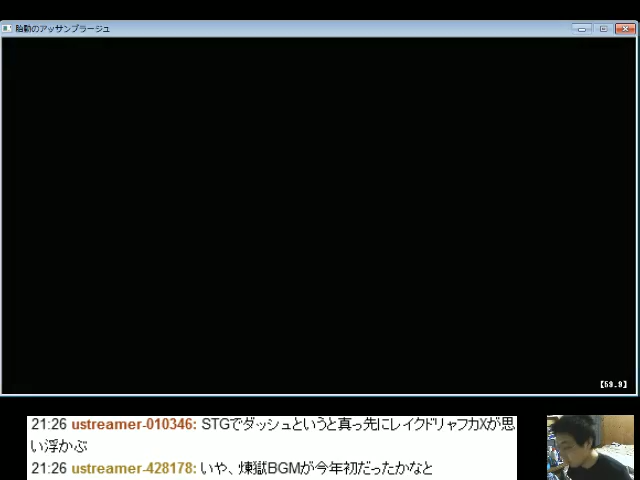 胎動のアッサンブラージュ
【59.9】
21:26 ustreamer-010346: STGでダッシュというと真っ先にレイクドリャフカXが思
い浮かぶ
21:26 ustreamer-428178: いや、煉獄BGMが今年初だったかなと